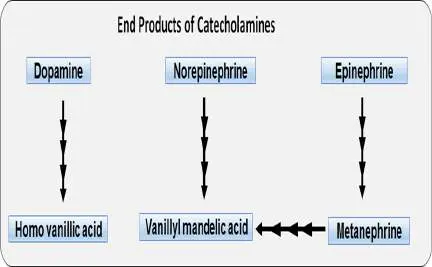 End Products of Catecholamines
Dopamine
Norepinephrine
Epinephrine
Homo vanillic acid
Vanillyl mandelic acid
Metanephrine